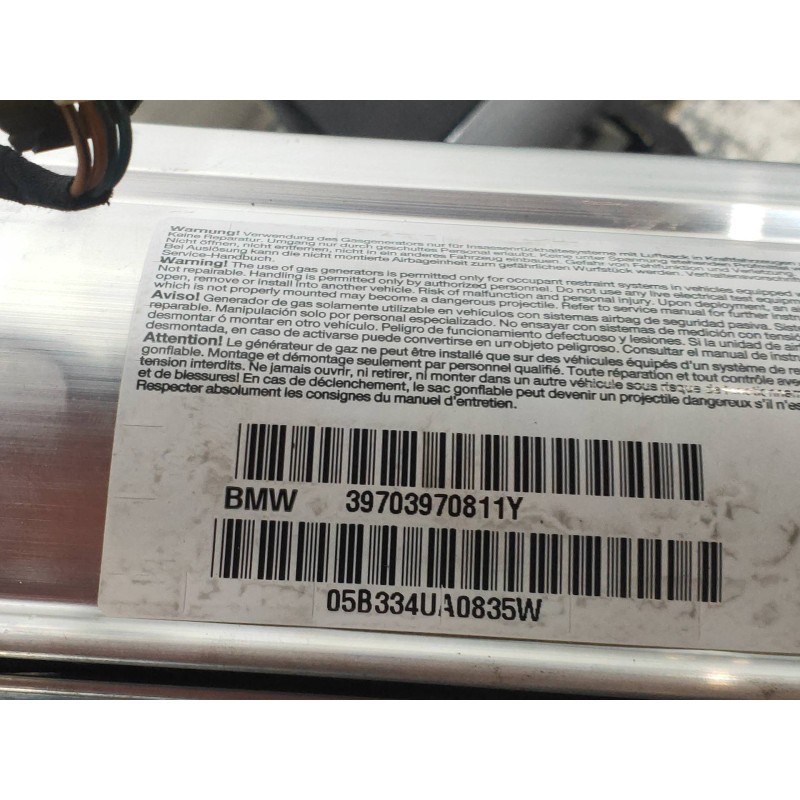 Warnung! Verwendung des Gasgenerators nur für Insassenrückhaltesysteme mit Luftsack in Kraftfahrzeugen
Keine Reparatur. Umgang nur durch geschultes Personal erlaubt. Keine unter
Nicht öffnen, nicht entfernen, nicht in anderes Fahrzeug einbauen. Gefahr von Fehlfunktionen
Bei Auslösung kann die nicht montierte Airbageinheit zum gefährlichen Wurfstück werden.
Service-Handbuch.
Warning! The use of gas generators is permitted only for occupant restraint systems in vehicles equipped w
Not repairable. Handling is permitted only by authorized personnel. Do not use any live electrical test equipm
open, remove or install into another vehicle. Risk of malfunction and personal injury. Upon deployment, an a
which is not properly mounted may become a dangerous projectile. Refer to service manual for further inst
Aviso! Generador de gas solamente utilizable en vehículos con sistemas airbag de seguridad pasiva. Siste
reparable. Manipulación solo por personal especializado. No ensayar con sistemas de medición con tensi
desmontar ó montar en otro vehículo. Peligro de funcionamiento defectuoso y lesiones. Si la unidad de air
desmontada, en caso de activarse puede convertirse en un objeto peligroso. Consultar el manual de inst
Attention! Le générateur de gaz ne peut être installé que sur des véhicules équipés d'un système de re
gonflable. Montage et démontage seulement par personnel qualifié. Toute réparation et tout contrôle avec
tension interdits. Ne jamais ouvrir, ni retirer, ni monter dans un autre véhicule sous
et de blessures! En cas de déclenchement, le sac gonflable peut devenir un projectile dangereux s'il n'es
Respecter absolument les consignes du manuel d'entretien.
BMW 39703970811Y
05B334UA0835W